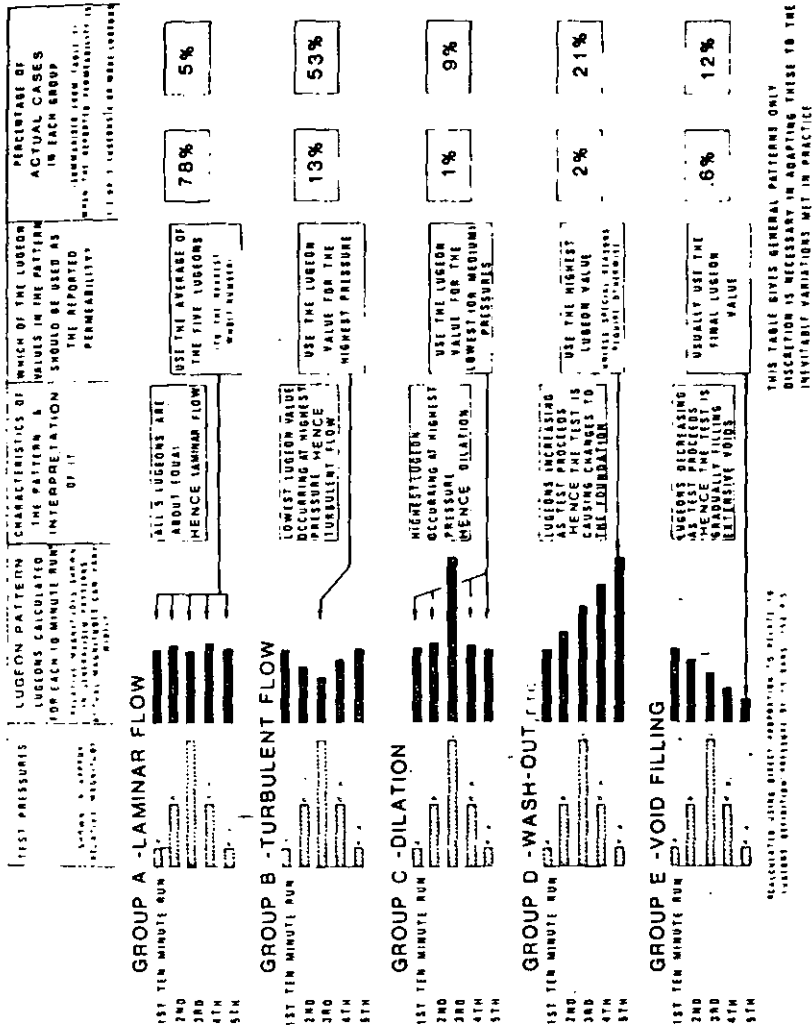 TEST PRESSURES
LUGEON PATTERN
LUGEONS CALCULATED
FOR EACH 10 MINUTE RUN
CHARACTERISTICS OF
THE PATTERN &
INTERPRETATION
OF IT
WHICH OF THE LUGEON
VALUES IN THE PATTERN
SHOULD BE USED AS
THE REPORTED
PERMEABILITY?
PERCENTAGE OF
ACTUAL CASES
IN EACH GROUP
GROUP A - LAMINAR FLOW
1ST TEN MINUTE RUN
2ND
3RD
4TH
5TH
ALL 5 LUGEONS ARE
ABOUT EQUAL
HENCE LAMINAR FLOW
USE THE AVERAGE OF
THE FIVE LUGEONS
78%
5%
GROUP B - TURBULENT FLOW
1ST TEN MINUTE RUN
2ND
3RD
4TH
5TH
LOWEST LUGEON VALUE
OCCURRING AT HIGHEST
PRESSURE HENCE
TURBULENT FLOW
USE THE LUGEON
VALUE FOR THE
HIGHEST PRESSURE
13%
53%
GROUP C - DILATION
1ST TEN MINUTE RUN
2ND
3RD
4TH
5TH
HIGHEST LUGEON
OCCURRING AT HIGHEST
PRESSURE
HENCE DILATION
USE THE LUGEON
VALUE FOR THE
LOWEST (OR MEDIUM)
PRESSURES
1%
9%
GROUP D - WASH-OUT, ETC
1ST TEN MINUTE RUN
2ND
3RD
4TH
5TH
LUGEONS INCREASING
AS TEST PROCEEDS
HENCE THE TEST IS
CAUSING CHANGES TO
THE FOUNDATION
USE THE HIGHEST
LUGEON VALUE
2%
21%
GROUP E - VOID FILLING
1ST TEN MINUTE RUN
2ND
3RD
4TH
5TH
LUGEONS DECREASING
AS TEST PROCEEDS
HENCE THE TEST IS
GRADUALLY FILLING
EXTENSIVE VOIDS
USUALLY USE THE
FINAL LUGEON
VALUE
6%
12%
THIS TABLE GIVES GENERAL PATTERNS ONLY
DISCRETION IS NECESSARY IN ADAPTING THESE TO THE
INEVITABLE VARIATIONS MET IN PRACTICE